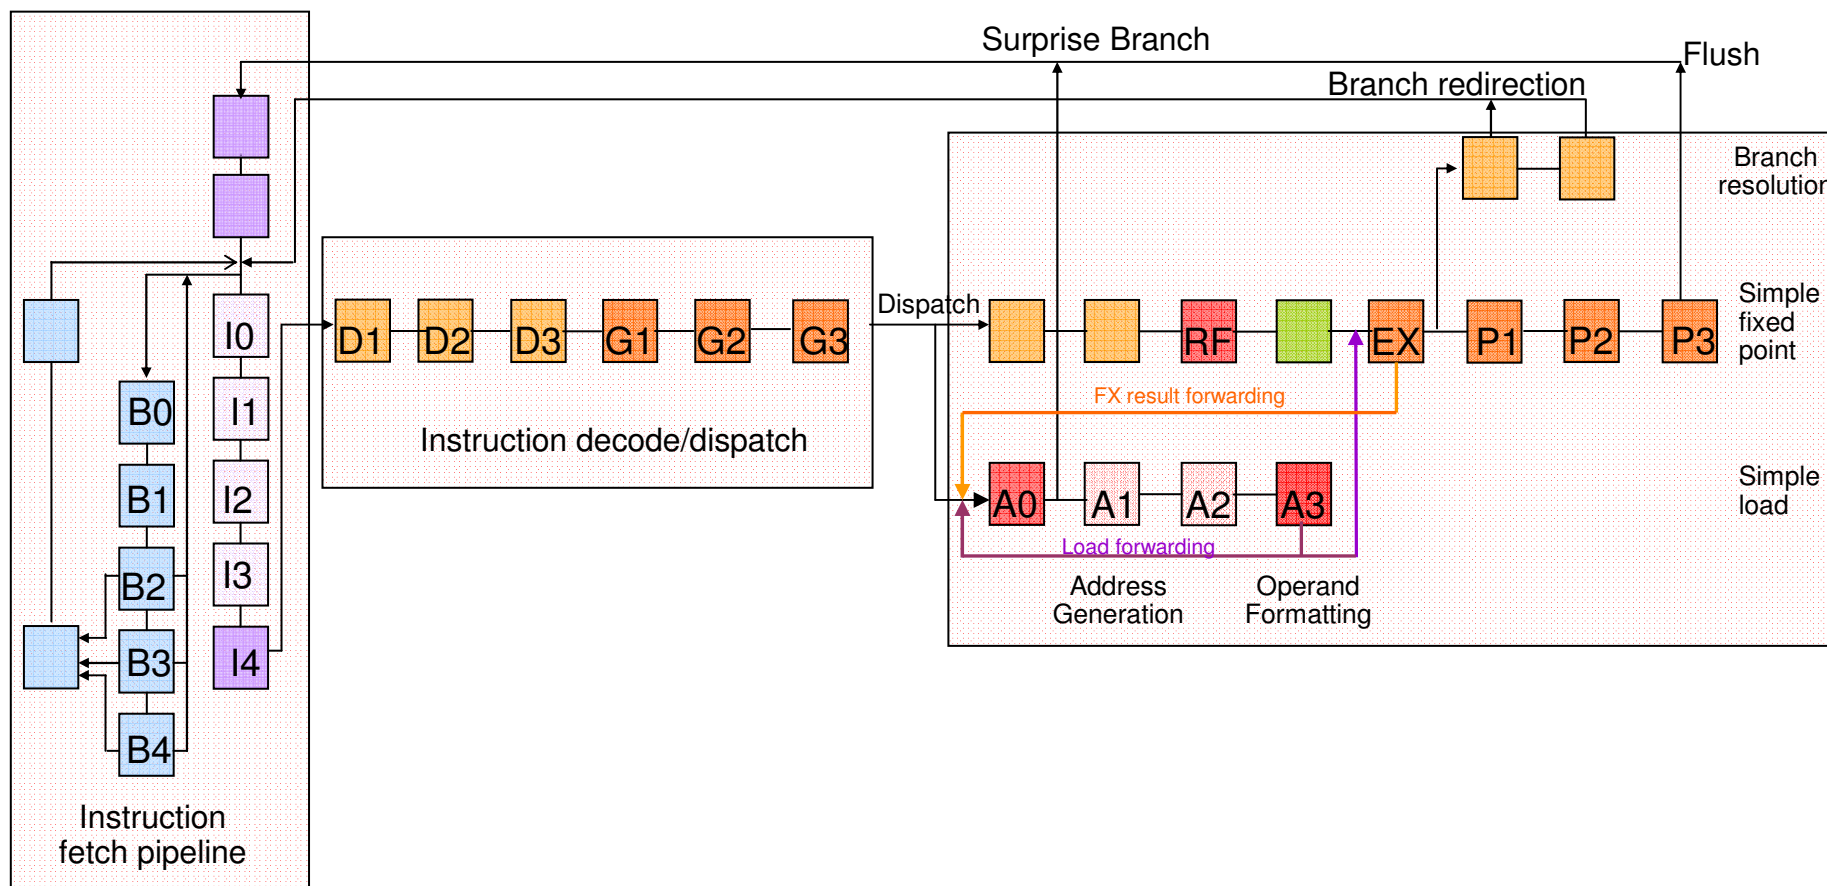 Surprise Branch
Flush
Branch redirection
Branch
resolution
I0
D1
D2
D3
G1
G2
G3
Dispatch
RF
EX
P1
P2
P3
Simple
fixed
point
B0
I1
FX result forwarding
Instruction decode/dispatch
B1
I2
A0
A1
A2
A3
Simple
load
Load forwarding
B2
I3
Address
Generation
Operand
Formatting
B3
I4
B4
Instruction
fetch pipeline